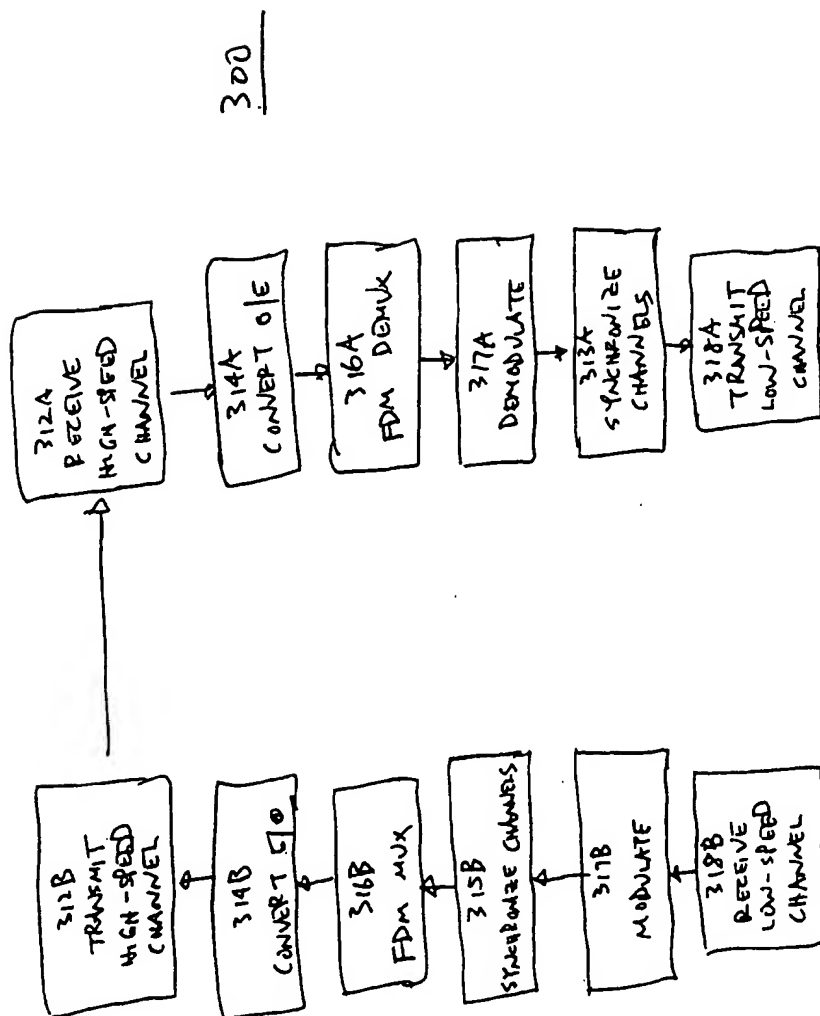 300
312A
RECEIVE
HIGH-SPEED
CHANNEL
314A
CONVERT O/E
316A
FDM DEMUX
317A
DEMODULATE
313A
SYNCHRONIZE
CHANNELS
318A
TRANSMIT
LOW-SPEED
CHANNEL
312B
TRANSMIT
HIGH-SPEED
CHANNEL
314B
CONVERT E/O
316B
FDM MUX
315B
SYNCHRONIZE CHANNELS
317B
MODULATE
318B
RECEIVE
LOW-SPEED
CHANNEL